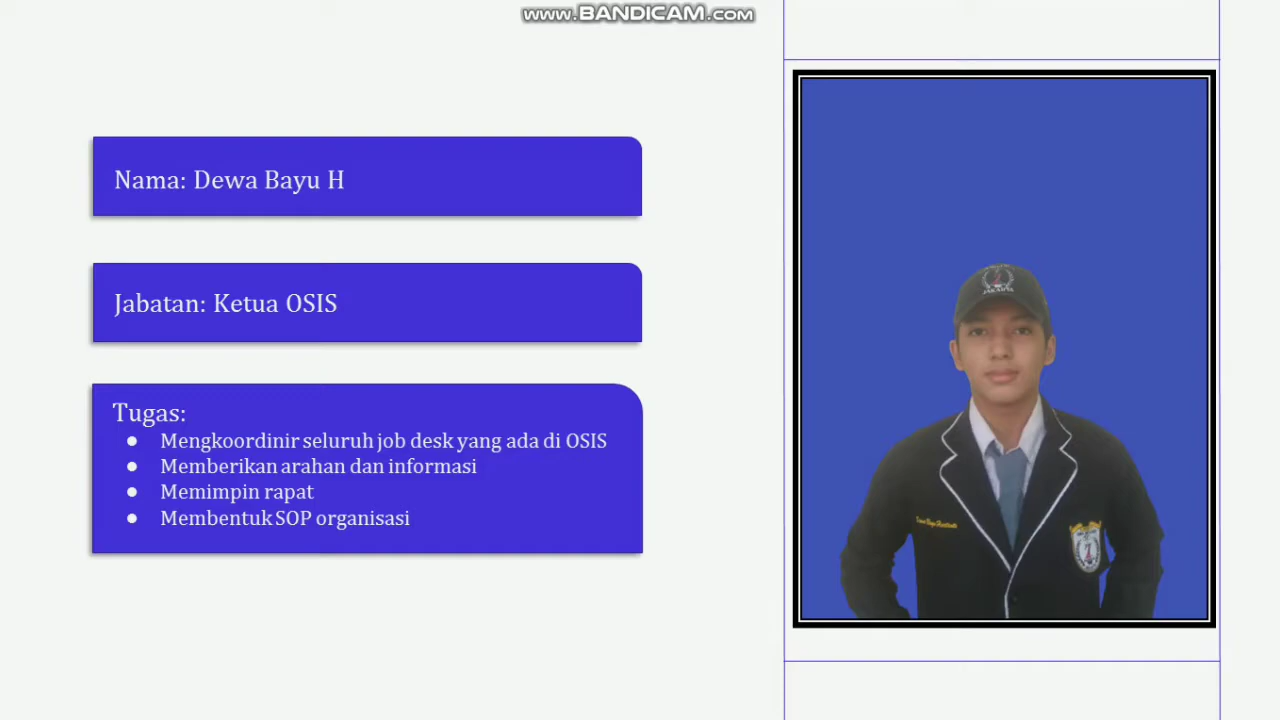 www.BANDICAM.com
Nama: Dewa Bayu H
Jabatan: Ketua OSIS
Tugas:
● Mengkoordinir seluruh job desk yang ada di OSIS
● Memberikan arahan dan informasi
● Memimpin rapat
● Membentuk SOP organisasi
JAKARTA